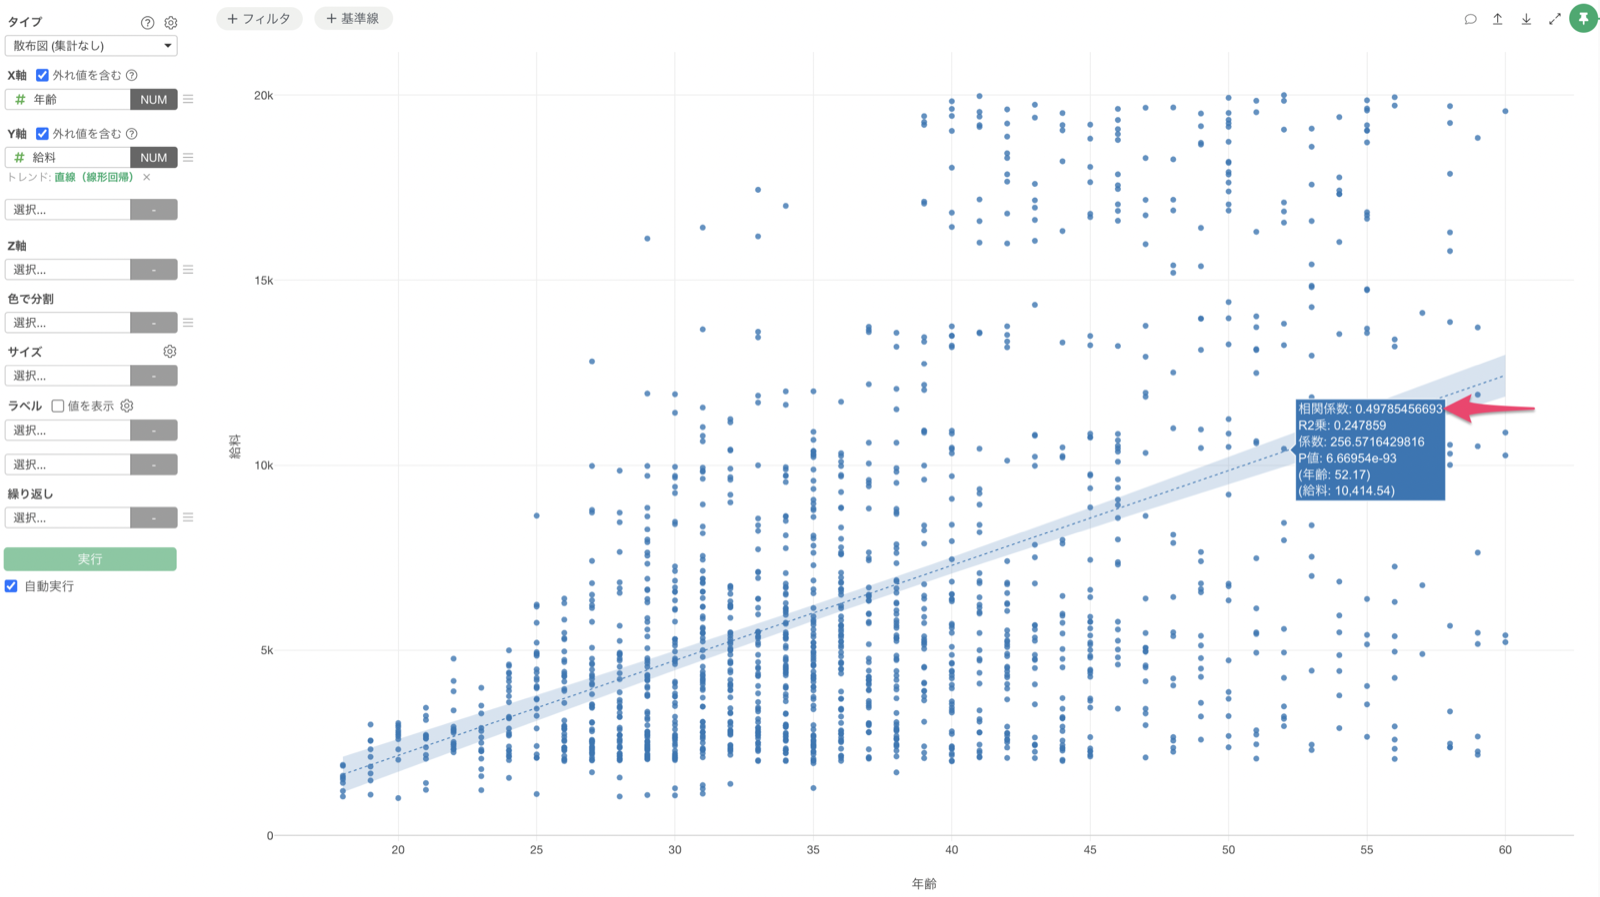 タイプ
散布図 (集計なし)
X軸 外れ値を含む
# 年齢 NUM
Y軸 外れ値を含む
# 給料 NUM
トレンド: 直線（線形回帰） ×
選択... -
Z軸
選択... -
色で分割
選択... -
サイズ
選択... -
ラベル 値を表示
選択... -
選択... -
繰り返し
選択... -
実行
自動実行
+ フィルタ + 基準線
20k
15k
10k
5k
0
給料
相関係数: 0.49785456693
R2乗: 0.247859
係数: 256.5716429816
P値: 6.66954e-93
(年齢: 52.17)
(給料: 10,414.54)
20 25 30 35 40 45 50 55 60
年齢